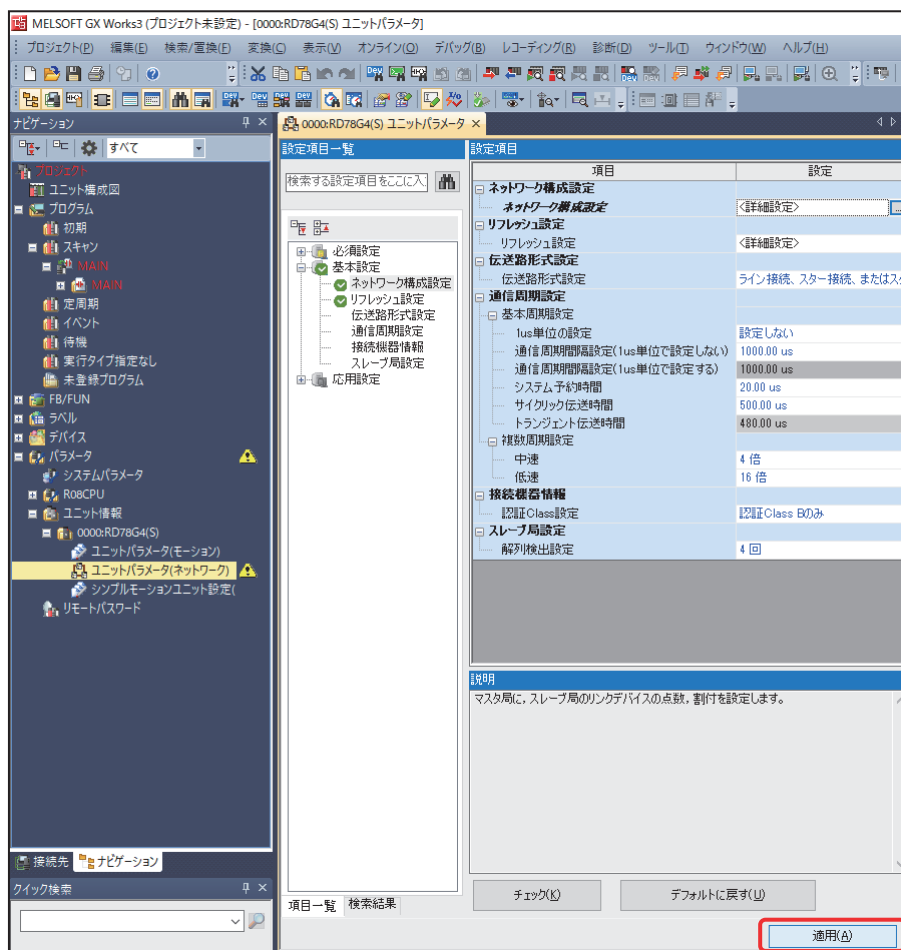 MELSOFT GX Works3 (プロジェクト未設定) - [0000:RD78G4(S) ユニットパラメータ]
プロジェクト(P) 編集(E) 検索/置換(F) 変換(C) 表示(V) オンライン(O) デバッグ(B) レコーディング(R) 診断(D) ツール(T) ウィンドウ(W) ヘルプ(H)
ナビゲーション
すべて
プロジェクト
ユニット構成図
プログラム
初期
スキャン
MAIN
MAIN
定周期
イベント
待機
実行タイプ指定なし
未登録プログラム
FB/FUN
ラベル
デバイス
パラメータ
システムパラメータ
R08CPU
ユニット情報
0000:RD78G4(S)
ユニットパラメータ(モーション)
ユニットパラメータ(ネットワーク)
シンプルモーションユニット設定(
リモートパスワード
接続先 ナビゲーション
クイック検索
0000:RD78G4(S) ユニットパラメータ
設定項目一覧
検索する設定項目をここに入
必須設定
基本設定
ネットワーク構成設定
リフレッシュ設定
伝送路形式設定
通信周期設定
接続機器情報
スレーブ局設定
応用設定
項目一覧 検索結果
設定項目
項目 設定
ネットワーク構成設定
ネットワーク構成設定 <詳細設定> ...
リフレッシュ設定
リフレッシュ設定 <詳細設定>
伝送路形式設定
伝送路形式設定 ライン接続、スター接続、またはス
通信周期設定
基本周期設定
1us単位の設定 設定しない
通信周期間隔設定(1us単位で設定しない) 1000.00 us
通信周期間隔設定(1us単位で設定する) 1000.00 us
システム予約時間 20.00 us
サイクリック伝送時間 500.00 us
トランジェント伝送時間 480.00 us
複数周期設定
中速 4 倍
低速 16 倍
接続機器情報
認証Class設定 認証Class Bのみ
スレーブ局設定
解列検出設定 4 回
説明
マスタ局に, スレーブ局のリンクデバイスの点数, 割付を設定します。
チェック(K) デフォルトに戻す(U)
適用(A)